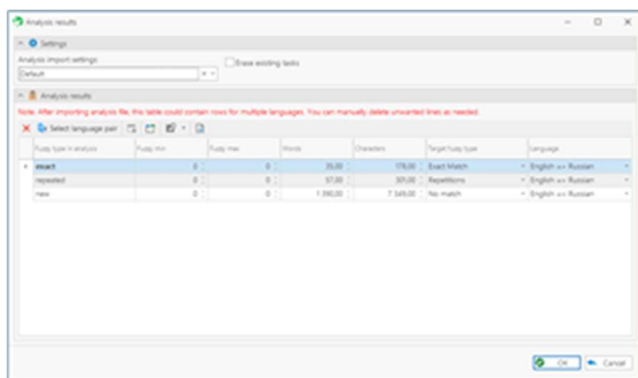 Analysis results
Settings
Analysis import settings
Default
Erase existing tasks
Analysis results
Note. After importing analysis file, this table could contain rows for multiple languages. You can manually delete unwanted lines as needed.
Select language pair
Fuzzy type in analysis Fuzzy min Fuzzy max Words Characters Target fuzzy type Language
exact 0 0 35,00 178,00 Exact Match English => Russian
repeated 0 0 57,00 301,00 Repetitions English => Russian
new 0 0 1 390,00 7 549,00 No match English => Russian
OK Cancel